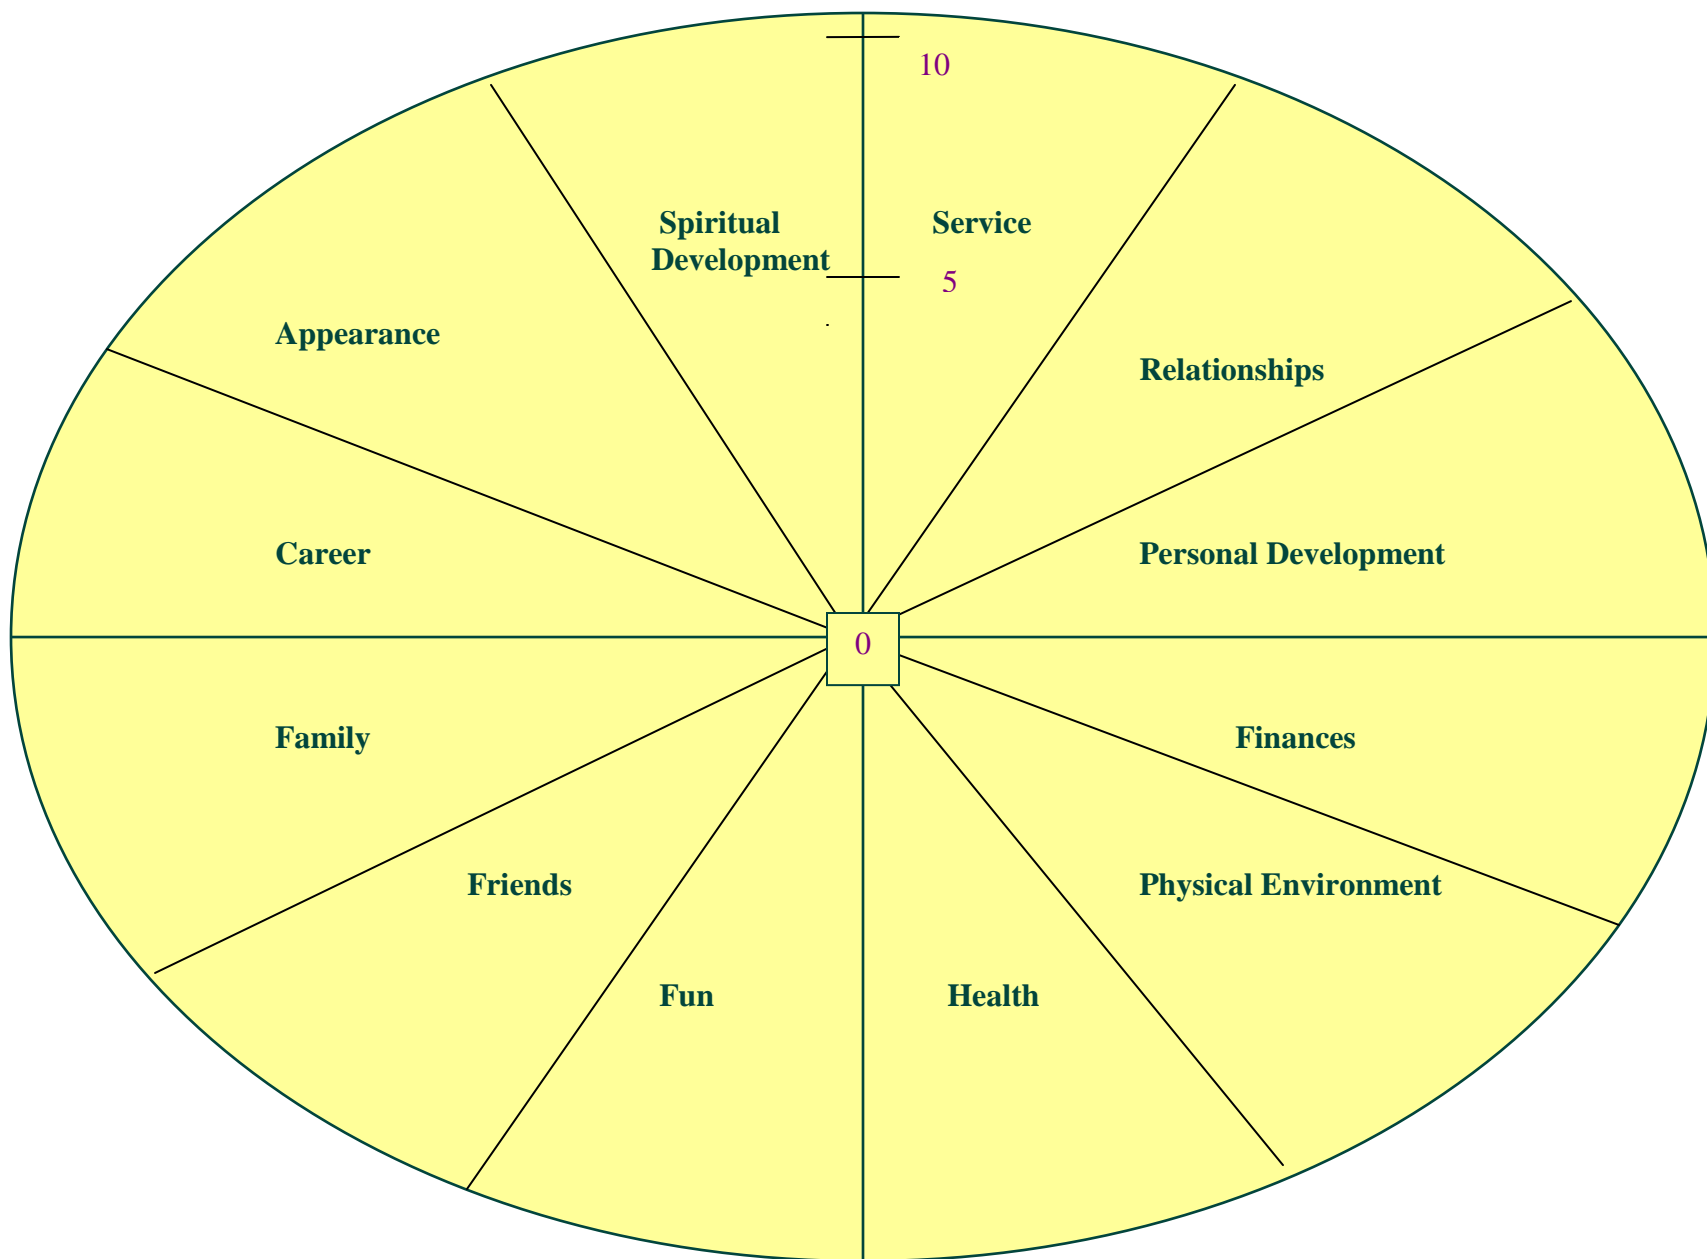 10
Spiritual
Development
Service
5
Appearance
Relationships
Career
Personal Development
0
Family
Finances
Friends
Physical Environment
Fun
Health